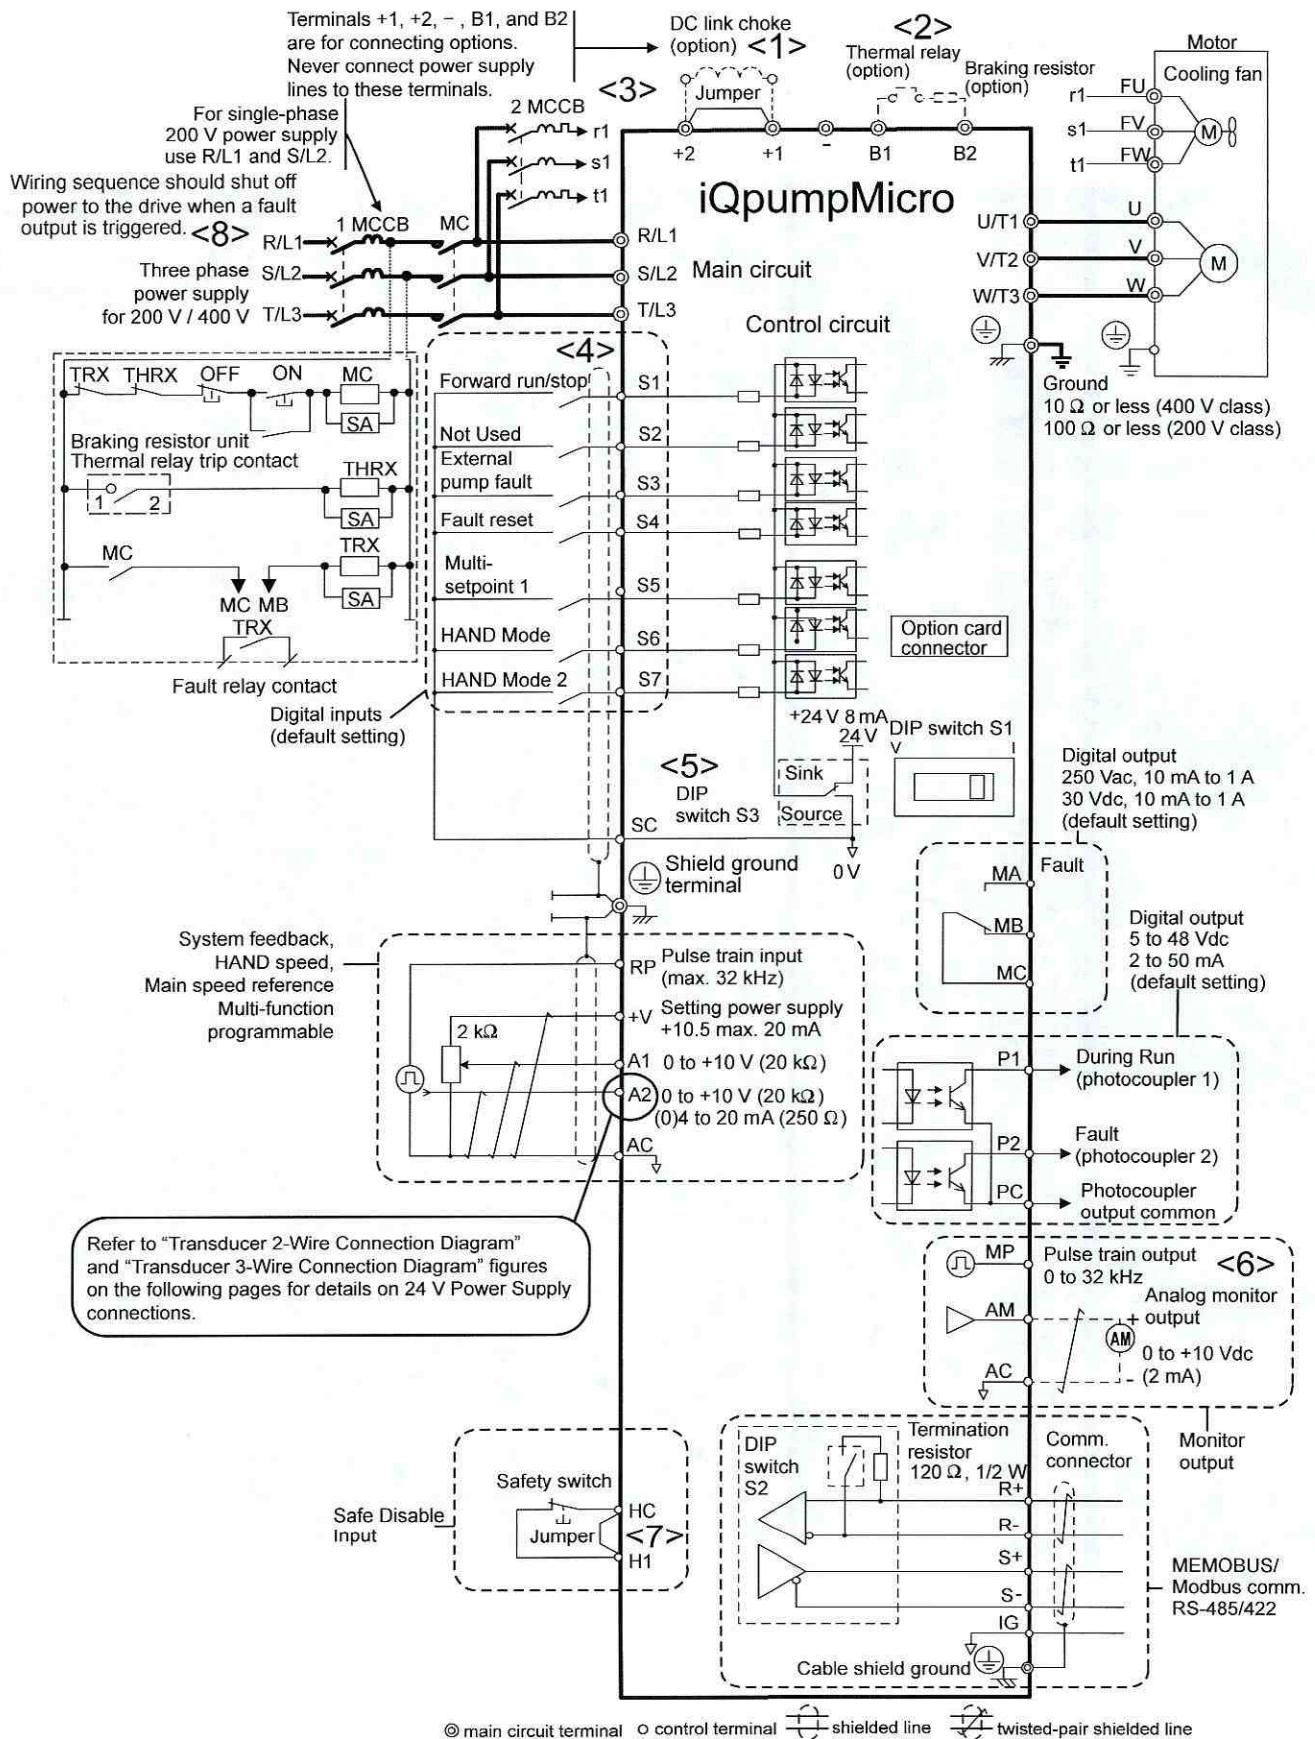 Terminals +1, +2, − , B1, and B2
are for connecting options.
Never connect power supply
lines to these terminals.
DC link choke
(option) <1>
Jumper
<2>
Thermal relay
(option)
Braking resistor
(option)
Motor
Cooling fan
r1 FU
s1 FV
t1 FW
M
<3>
2 MCCB
r1
s1
t1
For single-phase
200 V power supply
use R/L1 and S/L2.
+2 +1 - B1 B2
iQpumpMicro
Wiring sequence should shut off
power to the drive when a fault
output is triggered. <8>
1 MCCB MC
R/L1
S/L2
T/L3
Three phase
power supply
for 200 V / 400 V
R/L1
S/L2
T/L3
Main circuit
Control circuit
U/T1 U
V/T2 V
W/T3 W
M
Ground
10 Ω or less (400 V class)
100 Ω or less (200 V class)
TRX THRX OFF ON MC
SA
Braking resistor unit
Thermal relay trip contact
1 2
THRX
SA
MC
TRX
SA
MC MB
TRX
Fault relay contact
<4>
Forward run/stop S1
Not Used S2
External
pump fault S3
Fault reset S4
Multi-
setpoint 1 S5
HAND Mode S6
HAND Mode 2 S7
Digital inputs
(default setting)
Option card
connector
+24 V 8 mA
24 V
DIP switch S1
V I
<5>
DIP
switch S3
Sink
Source
SC
0 V
Shield ground
terminal
Digital output
250 Vac, 10 mA to 1 A
30 Vdc, 10 mA to 1 A
(default setting)
MA Fault
MB
MC
Digital output
5 to 48 Vdc
2 to 50 mA
(default setting)
System feedback,
HAND speed,
Main speed reference
Multi-function
programmable
RP Pulse train input
(max. 32 kHz)
+V Setting power supply
+10.5 max. 20 mA
2 kΩ
A1 0 to +10 V (20 kΩ)
A2 0 to +10 V (20 kΩ)
(0)4 to 20 mA (250 Ω)
AC
P1 During Run
(photocoupler 1)
P2 Fault
(photocoupler 2)
PC Photocoupler
output common
Refer to “Transducer 2-Wire Connection Diagram”
and “Transducer 3-Wire Connection Diagram” figures
on the following pages for details on 24 V Power Supply
connections.
MP Pulse train output
0 to 32 kHz
<6>
AM Analog monitor
output
+
AM
0 to +10 Vdc
(2 mA)
AC -
Monitor
output
Safe Disable
Input
Safety switch
Jumper
HC
<7>
H1
DIP
switch
S2
Termination
resistor
120 Ω, 1/2 W
Comm.
connector
R+
R-
S+
S-
IG
MEMOBUS/
Modbus comm.
RS-485/422
Cable shield ground
main circuit terminal control terminal shielded line twisted-pair shielded line